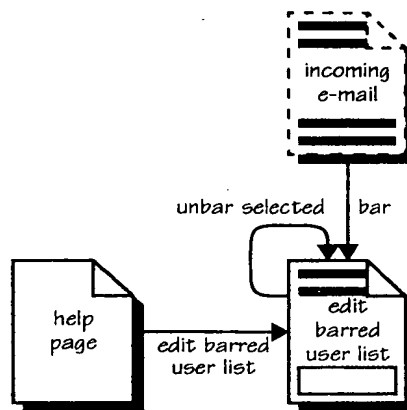 incoming
e-mail
unbar selected
bar
help
page
edit barred
user list
edit
barred
user list